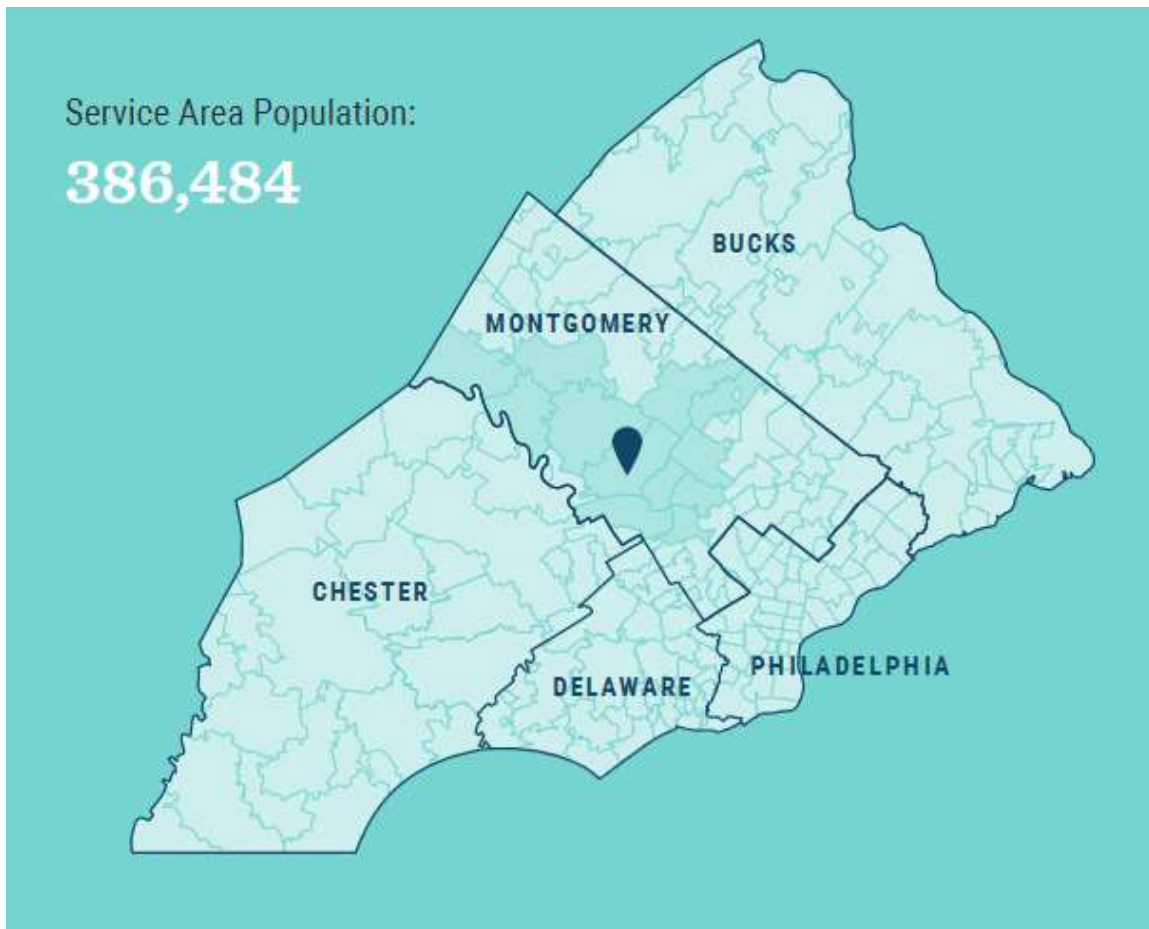 Service Area Population:
386,484
BUCKS
MONTGOMERY
CHESTER
PHILADELPHIA
DELAWARE